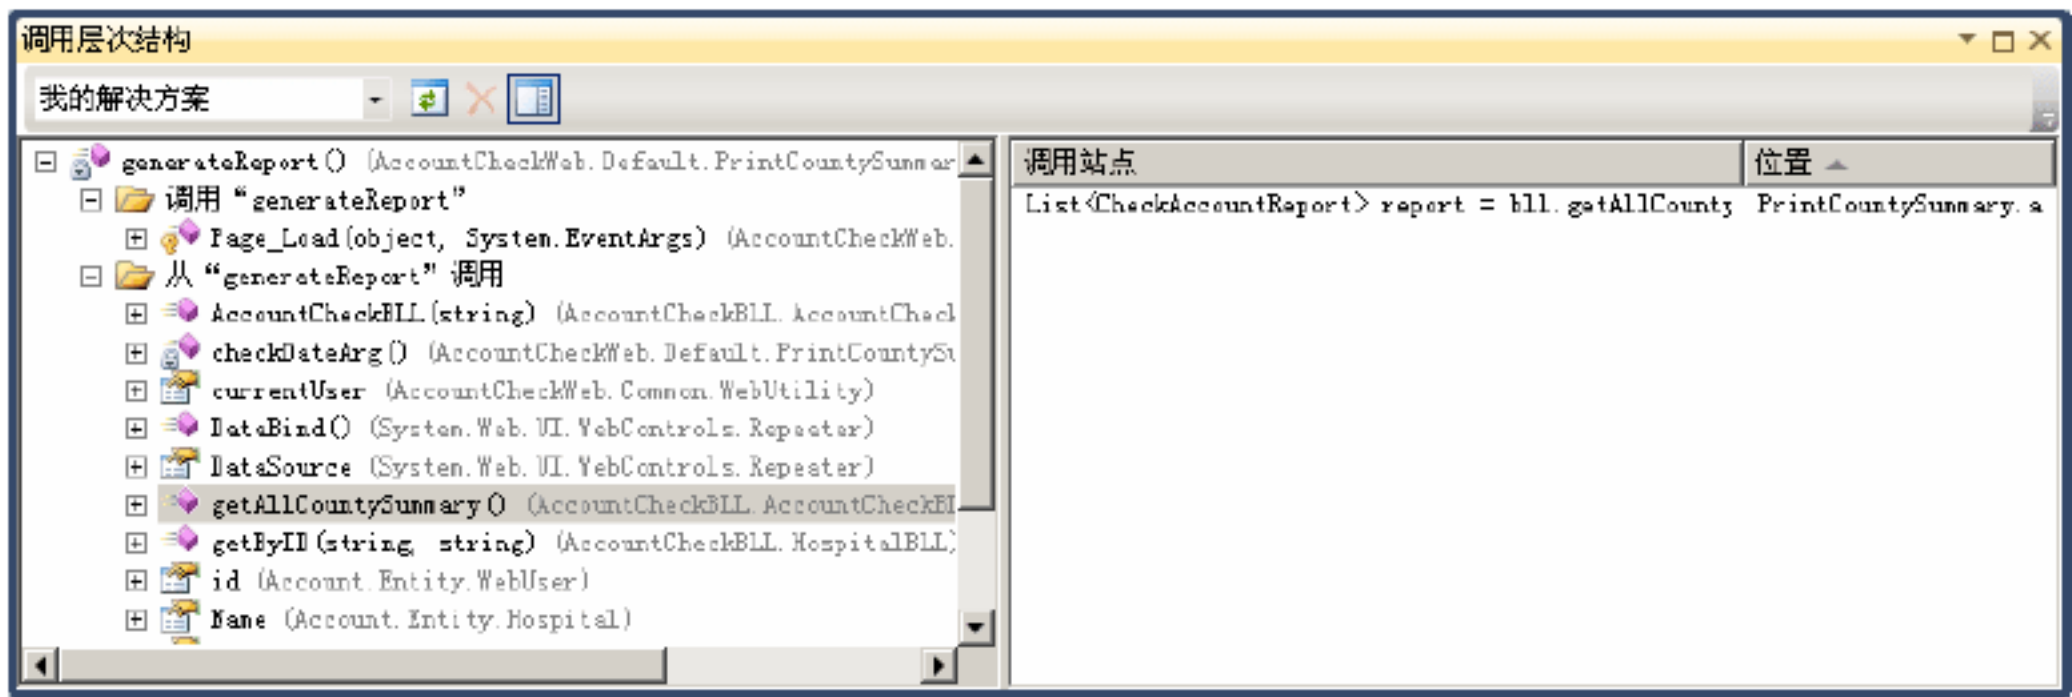 调用层次结构
我的解决方案
generateReport() (AccountCheckWeb.Default.PrintCountySummar
调用“generateReport”
Page_Load(object, System.EventArgs) (AccountCheckWeb.
从“generateReport”调用
AccountCheckBLL(string) (AccountCheckBLL.AccountCheck
checkDateArg() (AccountCheckWeb.Default.PrintCountySu
currentUser (AccountCheckWeb.Common.WebUtility)
DataBind() (System.Web.UI.WebControls.Repeater)
DataSource (System.Web.UI.WebControls.Repeater)
getAllCountySummary() (AccountCheckBLL.AccountCheckBL
getByID(string, string) (AccountCheckBLL.HospitalBLL)
id (Account.Entity.WebUser)
Name (Account.Entity.Hospital)
调用站点 位置
List<CheckAccountReport> report = bll.getAllCounty PrintCountySummary.a